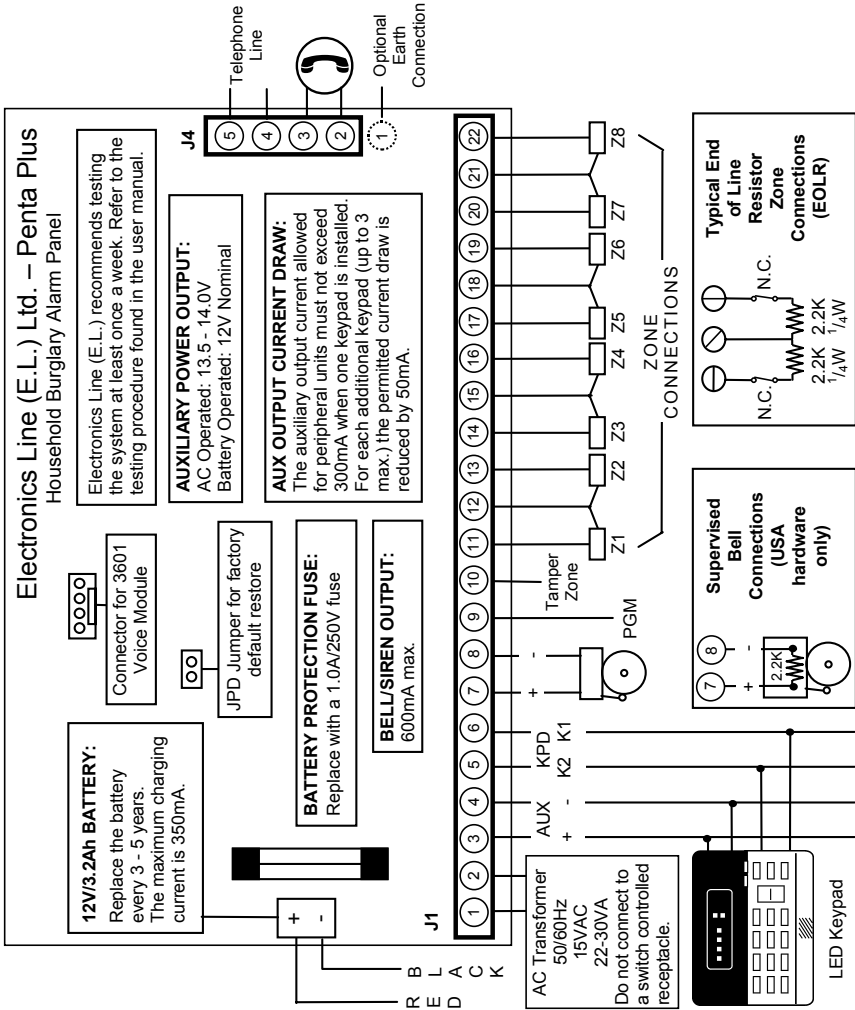 Electronics Line (E.L.) Ltd. – Penta Plus
Household Burglary Alarm Panel
12V/3.2Ah BATTERY:
Replace the battery
every 3 - 5 years.
The maximum charging
current is 350mA.
Connector for 3601
Voice Module
JPD Jumper for factory
default restore
BATTERY PROTECTION FUSE:
Replace with a 1.0A/250V fuse
BELL/SIREN OUTPUT:
600mA max.
Electronics Line (E.L.) recommends testing
the system at least once a week. Refer to the
testing procedure found in the user manual.
AUXILIARY POWER OUTPUT:
AC Operated: 13.5 - 14.0V
Battery Operated: 12V Nominal
AUX OUTPUT CURRENT DRAW:
The auxiliary output current allowed
for peripheral units must not exceed
300mA when one keypad is installed.
For each additional keypad (up to 3
max.) the permitted current draw is
reduced by 50mA.
J4
5
4
3
2
1
Telephone
Line
Optional
Earth
Connection
+
-
RED
BLACK
J1
1 2 3 4 5 6 7 8 9 10 11 12 13 14 15 16 17 18 19 20 21 22
AC Transformer
50/60Hz
15VAC
22-30VA
Do not connect to
a switch controlled
receptacle.
AUX
+ -
KPD
K2 K1
+ -
PGM
Tamper
Zone
Z1 Z2 Z3 Z4 Z5 Z6 Z7 Z8
ZONE
CONNECTIONS
LED Keypad
7 8
+ -
2.2K
Supervised
Bell
Connections
(USA
hardware
only)
N.C. N.C.
2.2K 2.2K
1/4W 1/4W
Typical End
of Line
Resistor
Zone
Connections
(EOLR)